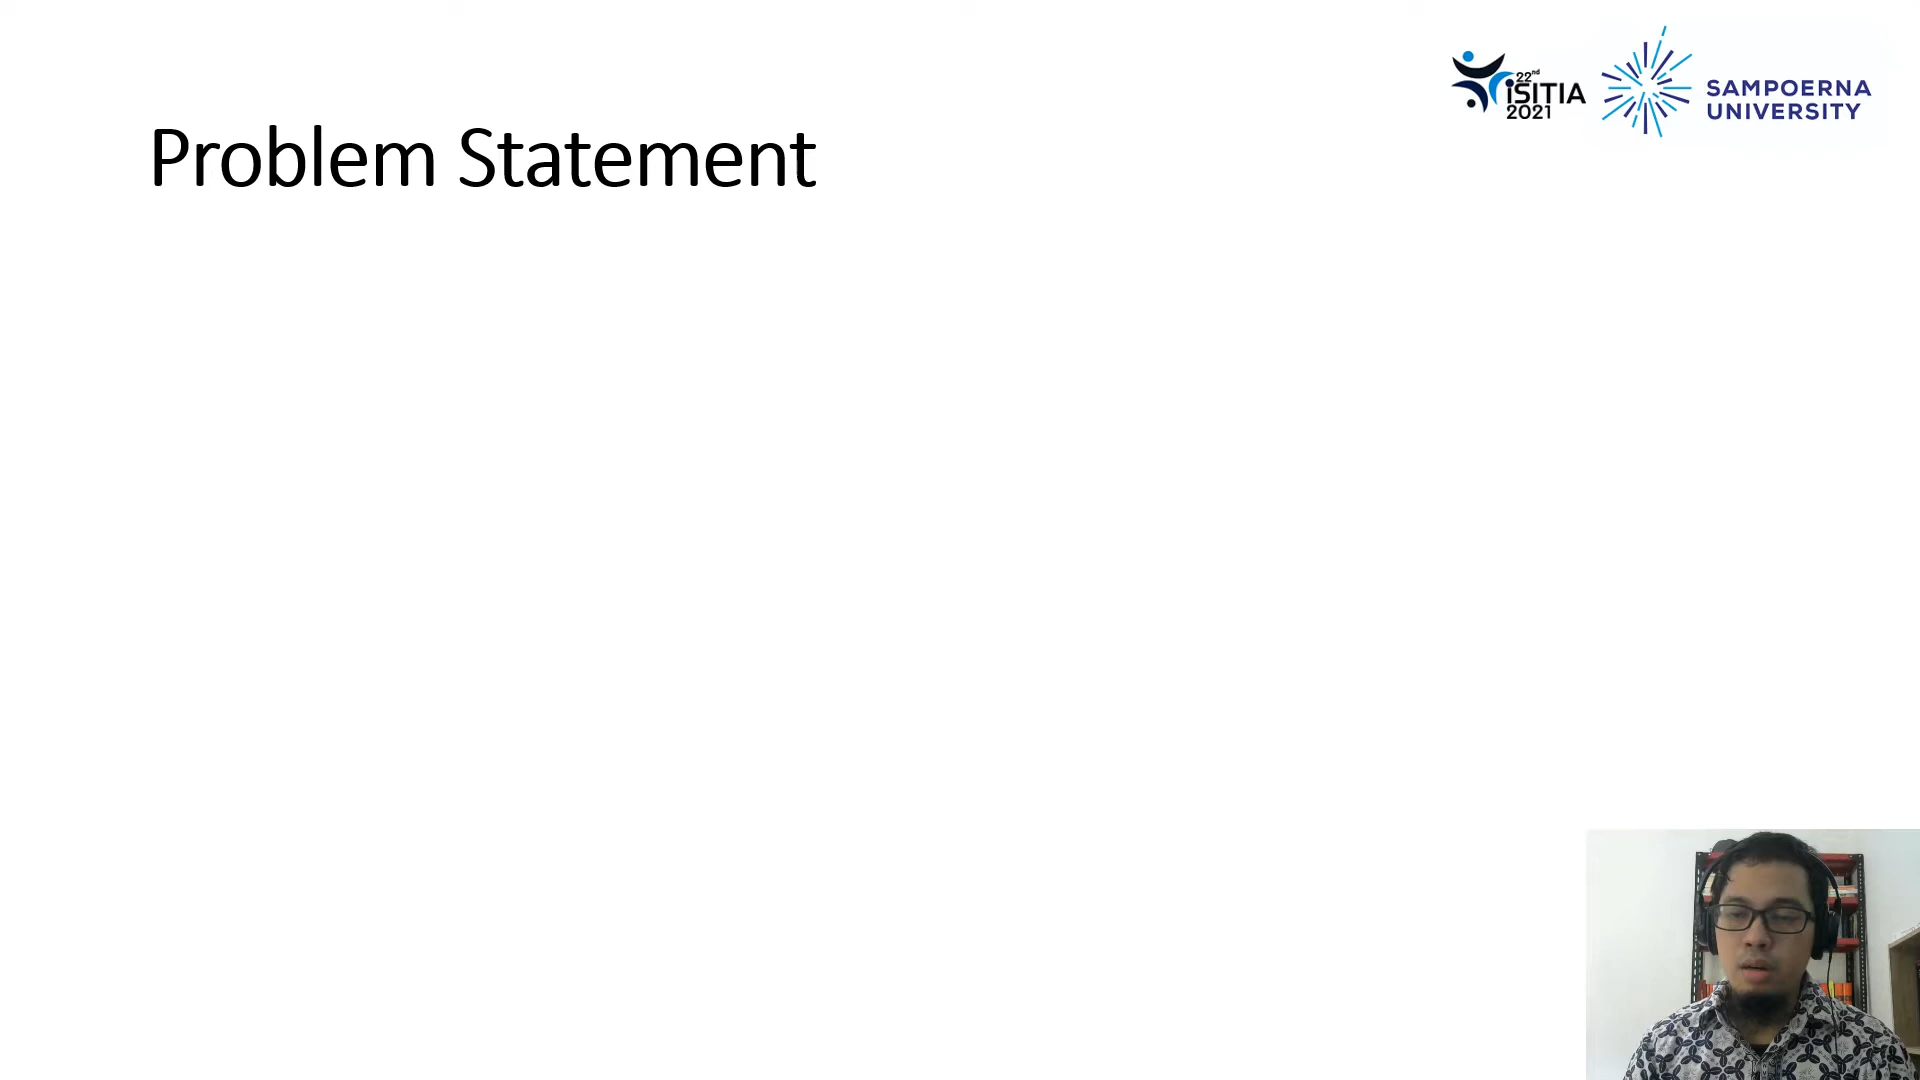 22nd
iSITIA
2021
SAMPOERNA
UNIVERSITY
Problem Statement